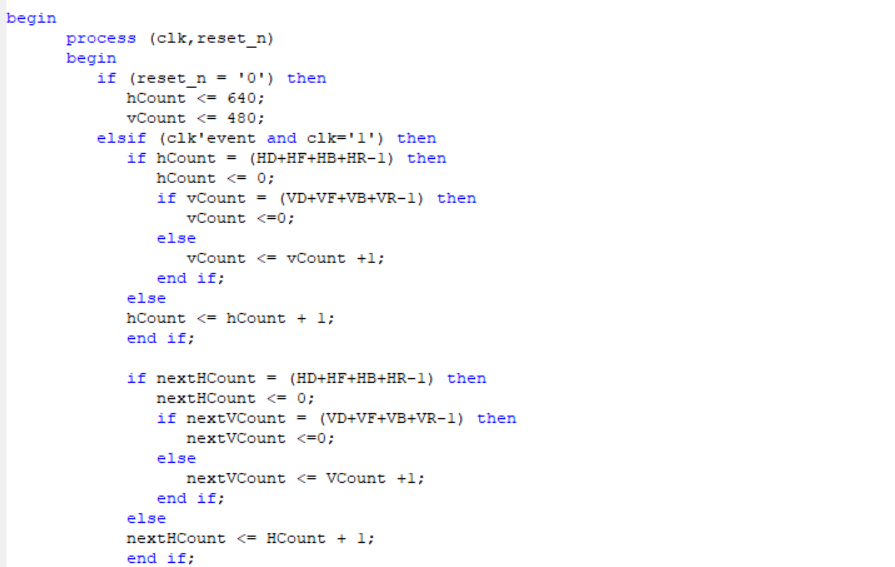 begin
process (clk,reset_n)
begin
if (reset_n = '0') then
hCount <= 640;
vCount <= 480;
elsif (clk'event and clk='1') then
if hCount = (HD+HF+HB+HR-1) then
hCount <= 0;
if vCount = (VD+VF+VB+VR-1) then
vCount <=0;
else
vCount <= vCount +1;
end if;
else
hCount <= hCount + 1;
end if;
if nextHCount = (HD+HF+HB+HR-1) then
nextHCount <= 0;
if nextVCount = (VD+VF+VB+VR-1) then
nextVCount <=0;
else
nextVCount <= VCount +1;
end if;
else
nextHCount <= HCount + 1;
end if;